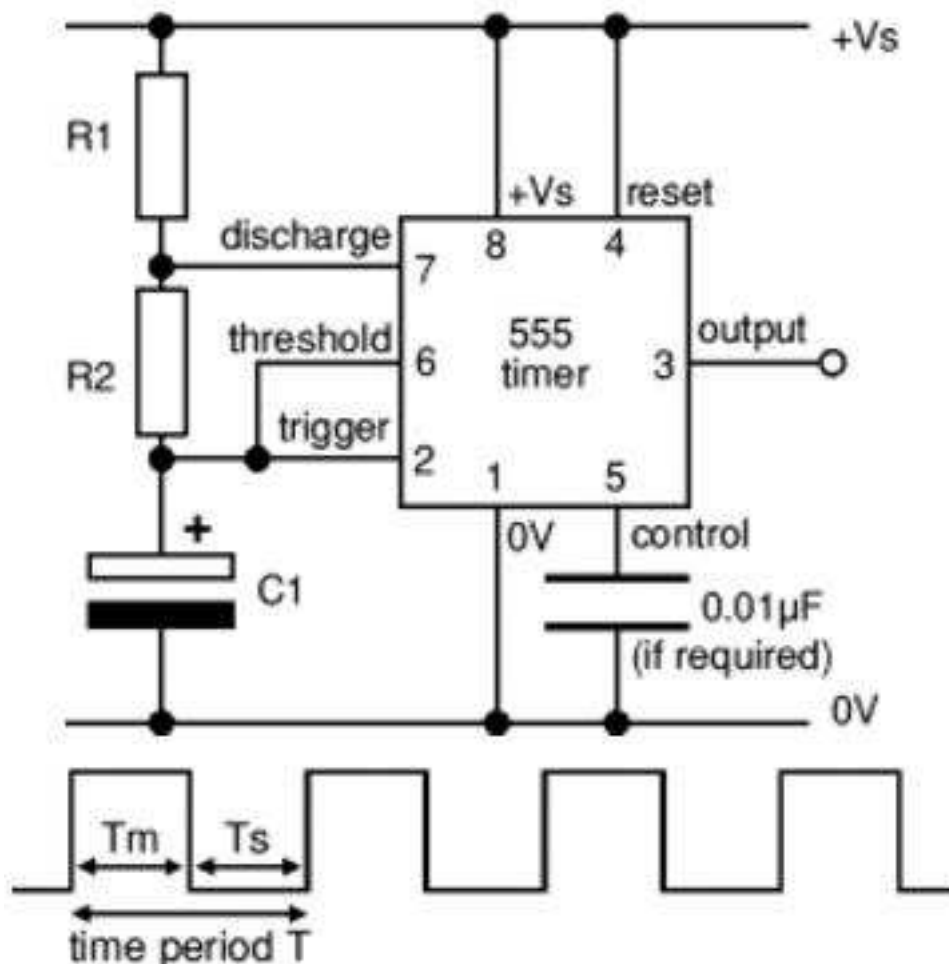 +Vs
R1
+Vs
reset
discharge
8
4
7
threshold
555
output
6
timer
3
R2
trigger
2
1
5
+
0V
control
C1
0.01µF
(if required)
0V
Tm
Ts
time period T